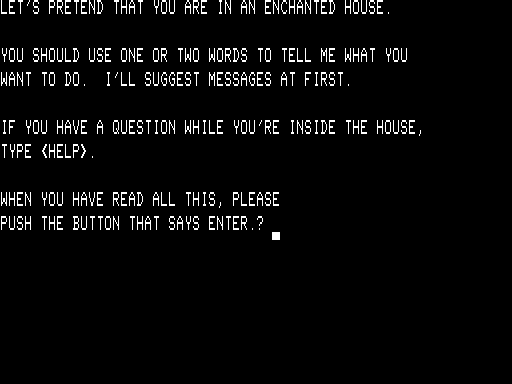 LET'S PRETEND THAT YOU ARE IN AN ENCHANTED HOUSE.
YOU SHOULD USE ONE OR TWO WORDS TO TELL ME WHAT YOU
WANT TO DO.  I'LL SUGGEST MESSAGES AT FIRST.
IF YOU HAVE A QUESTION WHILE YOU'RE INSIDE THE HOUSE,
TYPE <HELP>.
WHEN YOU HAVE READ ALL THIS, PLEASE
PUSH THE BUTTON THAT SAYS ENTER.?